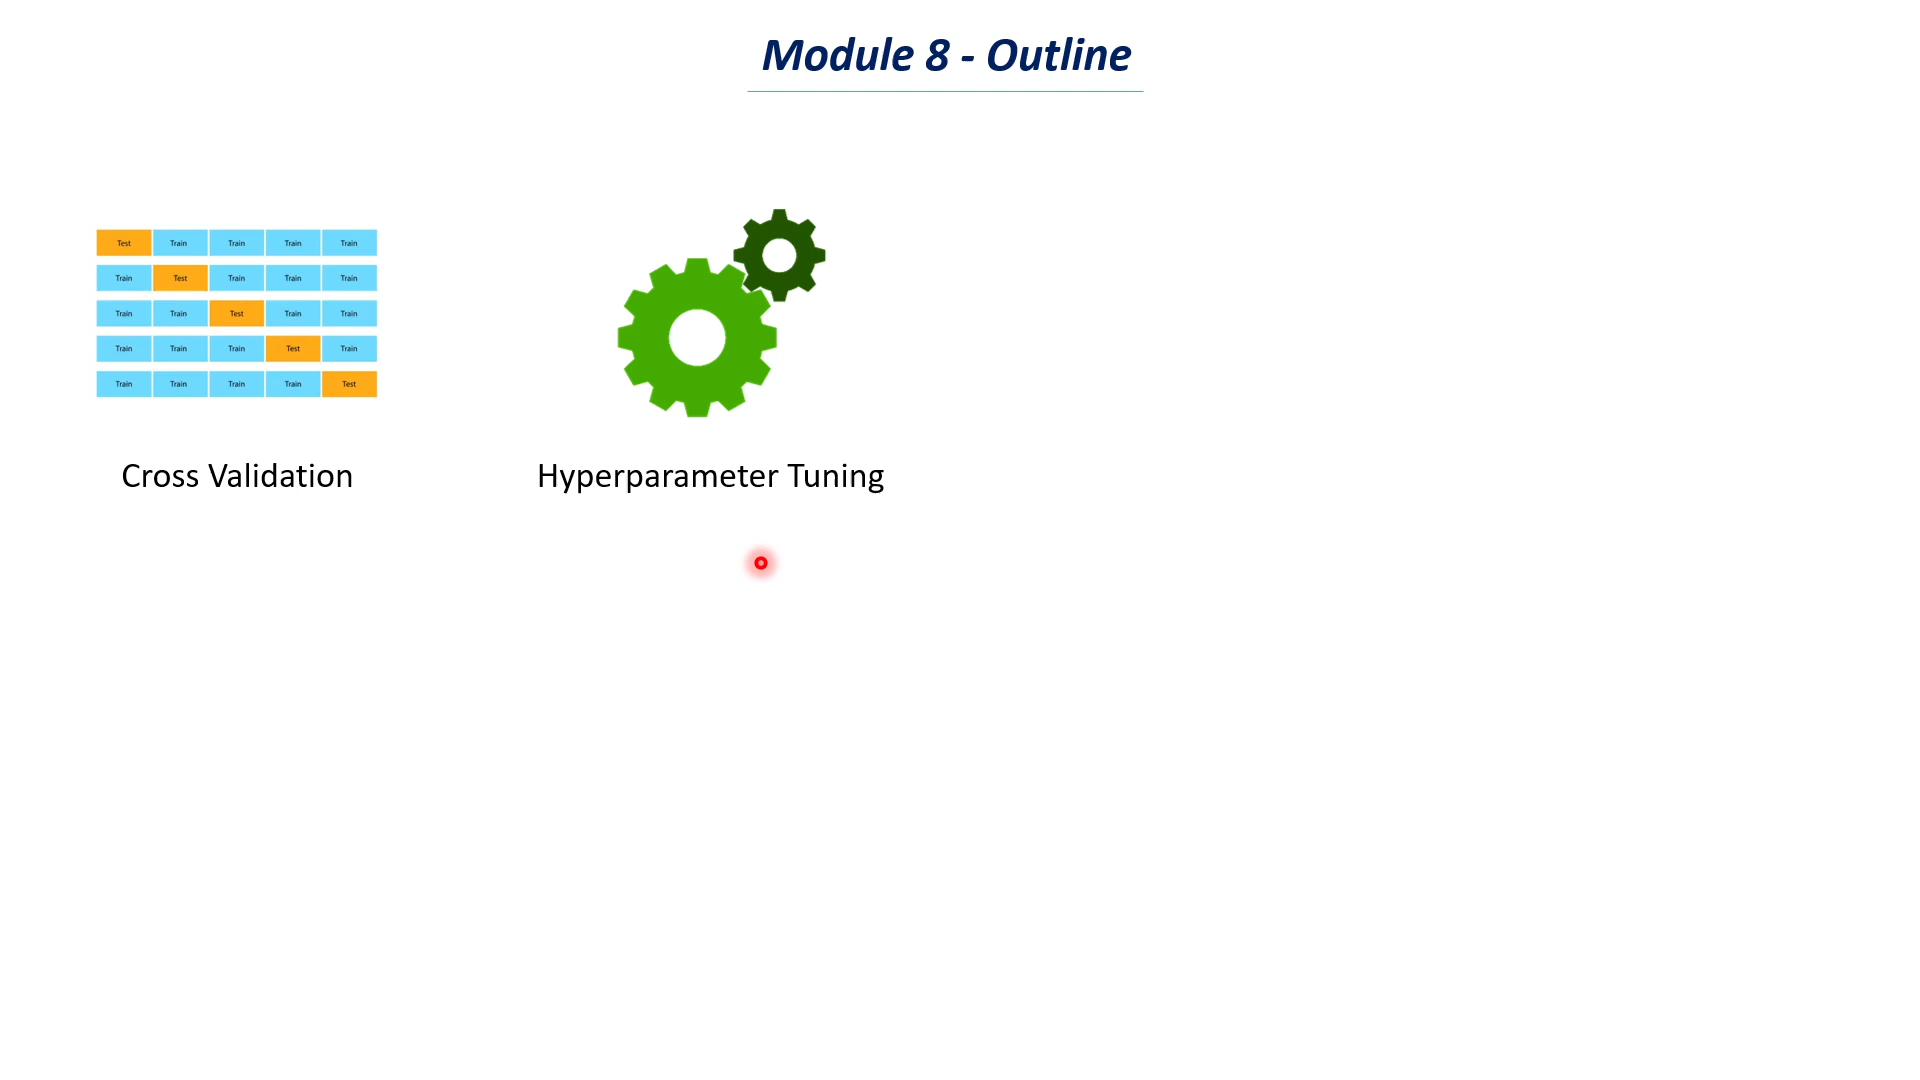 Module 8 - Outline
Test Train Train Train Train
Train Test Train Train Train
Train Train Test Train Train
Train Train Train Test Train
Train Train Train Train Test
Cross Validation
Hyperparameter Tuning